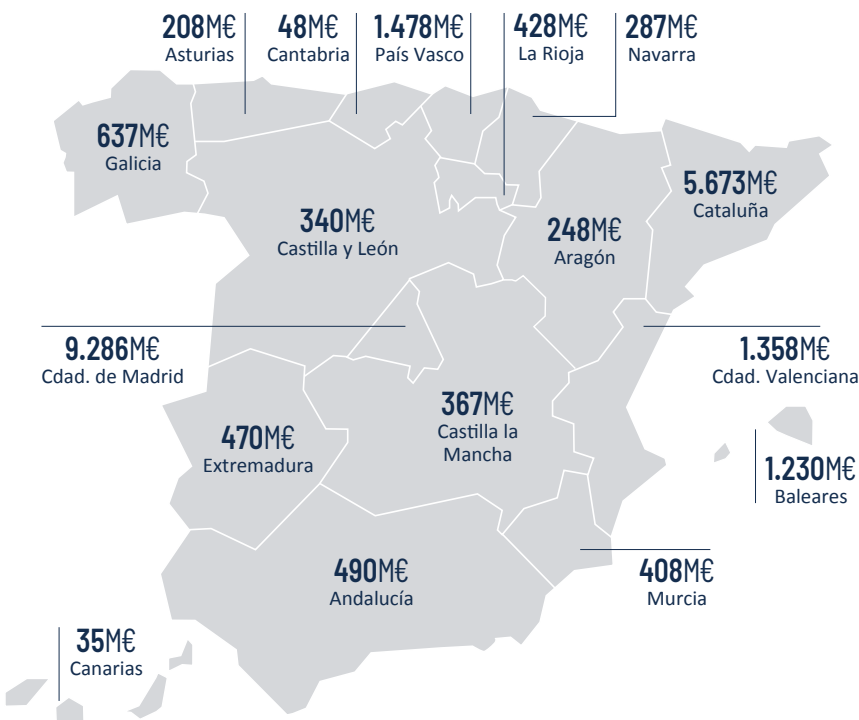 208M€
Asturias
48M€
Cantabria
1.478M€
País Vasco
428M€
La Rioja
287M€
Navarra
637M€
Galicia
5.673M€
Cataluña
340M€
Castilla y León
248M€
Aragón
9.286M€
Cdad. de Madrid
1.358M€
Cdad. Valenciana
367M€
Castilla la
Mancha
470M€
Extremadura
1.230M€
Baleares
490M€
Andalucía
408M€
Murcia
35M€
Canarias